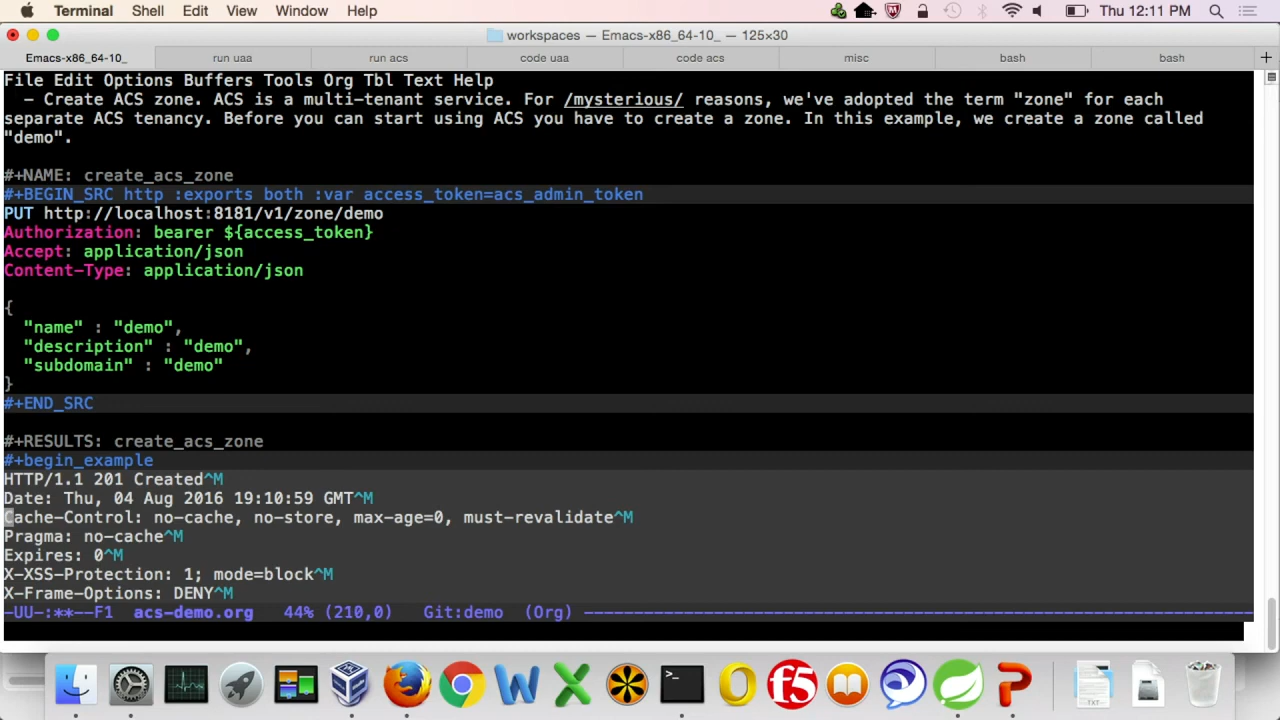 Terminal Shell Edit View Window Help Thu 12:11 PM
workspaces — Emacs-x86_64-10_ — 125×30
Emacs-x86_64-10_ run uaa run acs code uaa code acs misc bash bash
File Edit Options Buffers Tools Org Tbl Text Help
- Create ACS zone. ACS is a multi-tenant service. For /mysterious/ reasons, we've adopted the term "zone" for each
separate ACS tenancy. Before you can start using ACS you have to create a zone. In this example, we create a zone called
"demo".
#+NAME: create_acs_zone
#+BEGIN_SRC http :exports both :var access_token=acs_admin_token
PUT http://localhost:8181/v1/zone/demo
Authorization: bearer ${access_token}
Accept: application/json
Content-Type: application/json
{
"name" : "demo",
"description" : "demo",
"subdomain" : "demo"
}
#+END_SRC
#+RESULTS: create_acs_zone
#+begin_example
HTTP/1.1 201 Created^M
Date: Thu, 04 Aug 2016 19:10:59 GMT^M
Cache-Control: no-cache, no-store, max-age=0, must-revalidate^M
Pragma: no-cache^M
Expires: 0^M
X-XSS-Protection: 1; mode=block^M
X-Frame-Options: DENY^M
-UU-:**--F1 acs-demo.org 44% (210,0) Git:demo (Org) ----------
f5
TXT